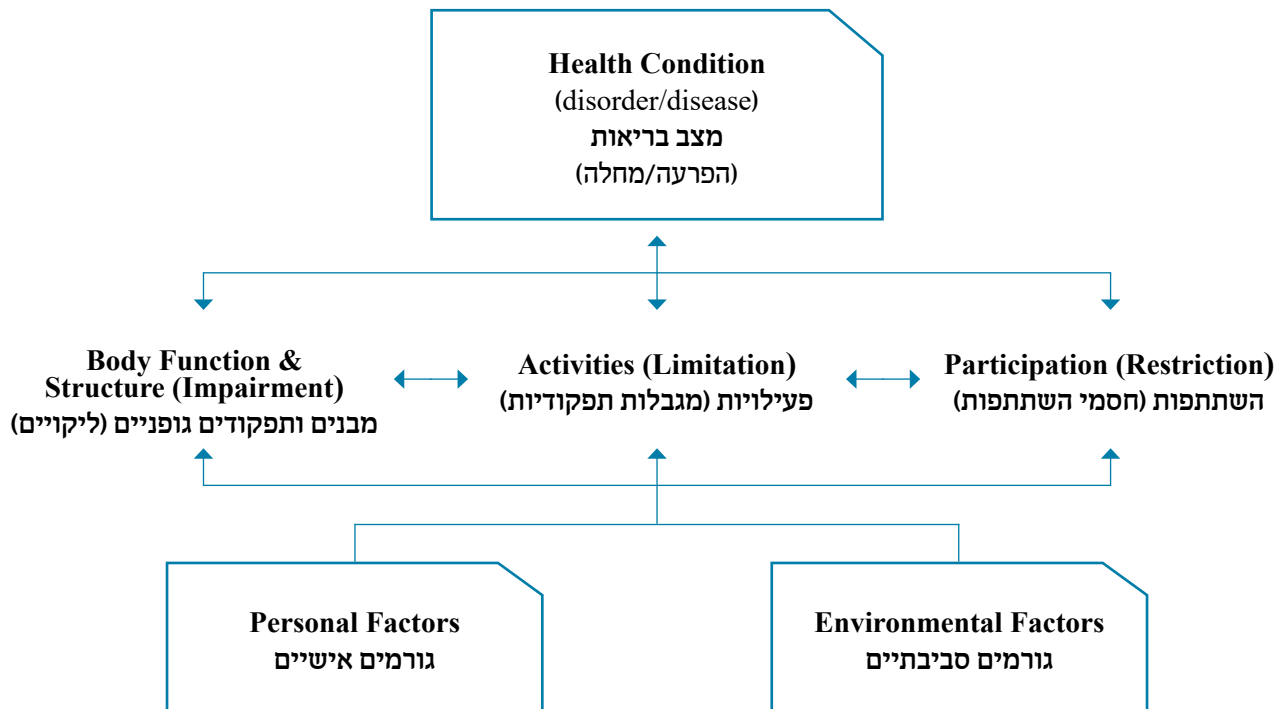 Health Condition
(disorder/disease)
מצב בריאות
(הפרעה/מחלה)
Body Function &
Structure (Impairment)
מבנים ותפקודים גופניים (ליקויים)
Activities (Limitation)
פעילויות (מגבלות תפקודיות)
Participation (Restriction)
השתתפות (חסמי השתתפות)
Personal Factors
גורמים אישיים
Environmental Factors
גורמים סביבתיים